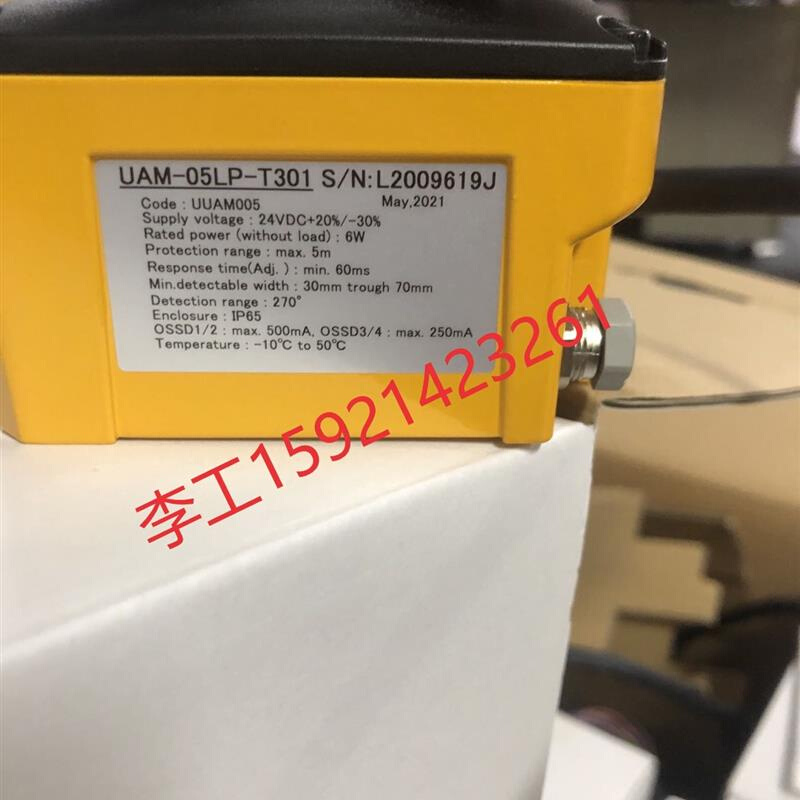 UAM-05LP-T301 S/N:L2009619J
Code : UUAM005 May,2021
Supply voltage : 24VDC+20%/-30%
Rated power (without load) : 6W
Protection range : max. 5m
Response time(Adj.) : min. 60ms
Min.detectable width : 30mm trough 70mm
Detection range : 270°
Enclosure : IP65
OSSD1/2 : max. 500mA, OSSD3/4 : max. 250mA
Temperature : -10℃ to 50℃
李工15921423261